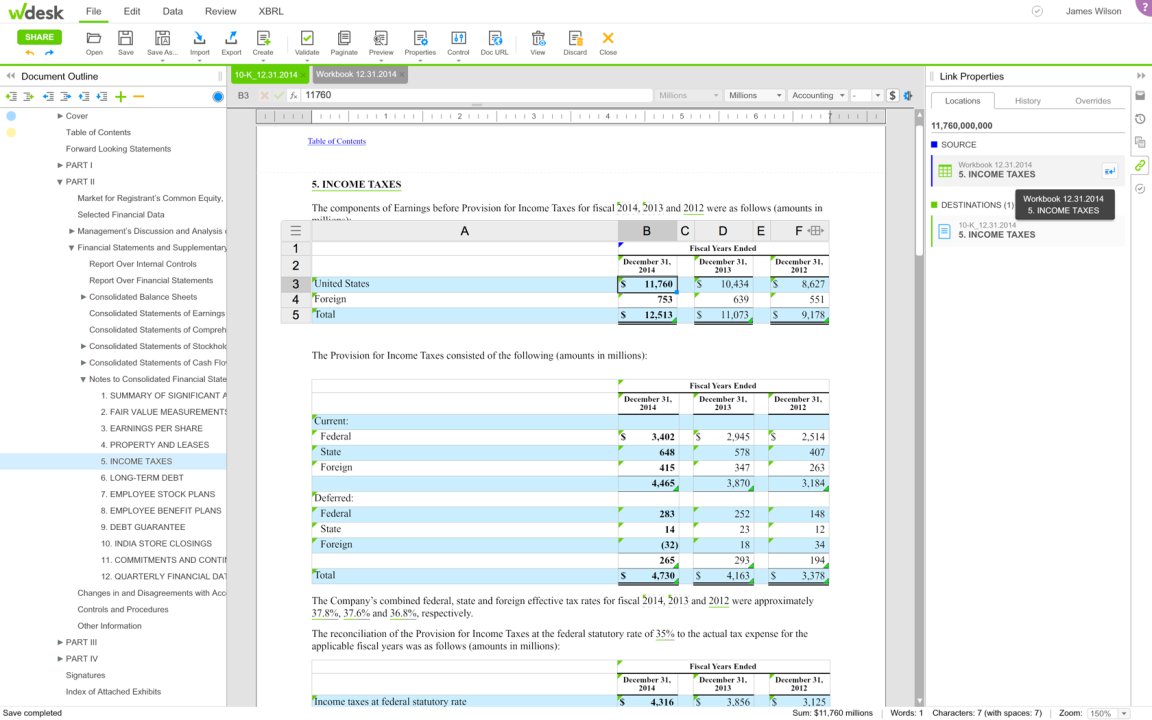 wdesk
File Edit Data Review XBRL
James Wilson
?
SHARE
Open Save Save As... Import Export Create Validate Paginate Preview Properties Control Doc URL View Discard Close
Document Outline
10-K_12.31.2014 × Workbook 12.31.2014 ×
Link Properties
B3 fx 11760 Millions Millions Accounting - $
Cover
Table of Contents
Forward Looking Statements
PART I
PART II
Market for Registrant's Common Equity,
Selected Financial Data
Management's Discussion and Analysis
Financial Statements and Supplementary
Report Over Internal Controls
Report Over Financial Statements
Consolidated Balance Sheets
Consolidated Statements of Earnings
Consolidated Statements of Compreh
Consolidated Statements of Stockhol
Consolidated Statements of Cash Flo
Notes to Consolidated Financial State
1. SUMMARY OF SIGNIFICANT A
2. FAIR VALUE MEASUREMENTS
3. EARNINGS PER SHARE
4. PROPERTY AND LEASES
5. INCOME TAXES
6. LONG-TERM DEBT
7. EMPLOYEE STOCK PLANS
8. EMPLOYEE BENEFIT PLANS
9. DEBT GUARANTEE
10. INDIA STORE CLOSINGS
11. COMMITMENTS AND CONTI
12. QUARTERLY FINANCIAL DAT
Changes in and Disagreements with Acc
Controls and Procedures
Other Information
PART III
PART IV
Signatures
Index of Attached Exhibits
1 2 3 4 5 6 7
Table of Contents
5. INCOME TAXES
The components of Earnings before Provision for Income Taxes for fiscal 2014, 2013 and 2012 were as follows (amounts in
A B C D E F
1 Fiscal Years Ended
2 December 31, 2014 December 31, 2013 December 31, 2012
3 United States $ 11,760 $ 10,434 $ 8,627
4 Foreign 753 639 551
5 Total $ 12,513 $ 11,073 $ 9,178
The Provision for Income Taxes consisted of the following (amounts in millions):
Fiscal Years Ended
December 31, 2014 December 31, 2013 December 31, 2012
Current:
Federal $ 3,402 $ 2,945 $ 2,514
State 648 578 407
Foreign 415 347 263
4,465 3,870 3,184
Deferred:
Federal 283 252 148
State 14 23 12
Foreign (32) 18 34
265 293 194
Total $ 4,730 $ 4,163 $ 3,378
The Company's combined federal, state and foreign effective tax rates for fiscal 2014, 2013 and 2012 were approximately
37.8%, 37.6% and 36.8%, respectively.
The reconciliation of the Provision for Income Taxes at the federal statutory rate of 35% to the actual tax expense for the
applicable fiscal years was as follows (amounts in millions):
Fiscal Years Ended
December 31, 2014 December 31, 2013 December 31, 2012
Income taxes at federal statutory rate $ 4,316 $ 3,856 $ 3,125
Locations History Overrides
11,760,000,000
SOURCE
Workbook 12.31.2014
5. INCOME TAXES
DESTINATIONS (1)
Workbook 12.31.2014
5. INCOME TAXES
10-K_12.31.2014
5. INCOME TAXES
Save completed
Sum: $11,760 millions Words: 1 Characters: 7 (with spaces: 7) Zoom: 150%